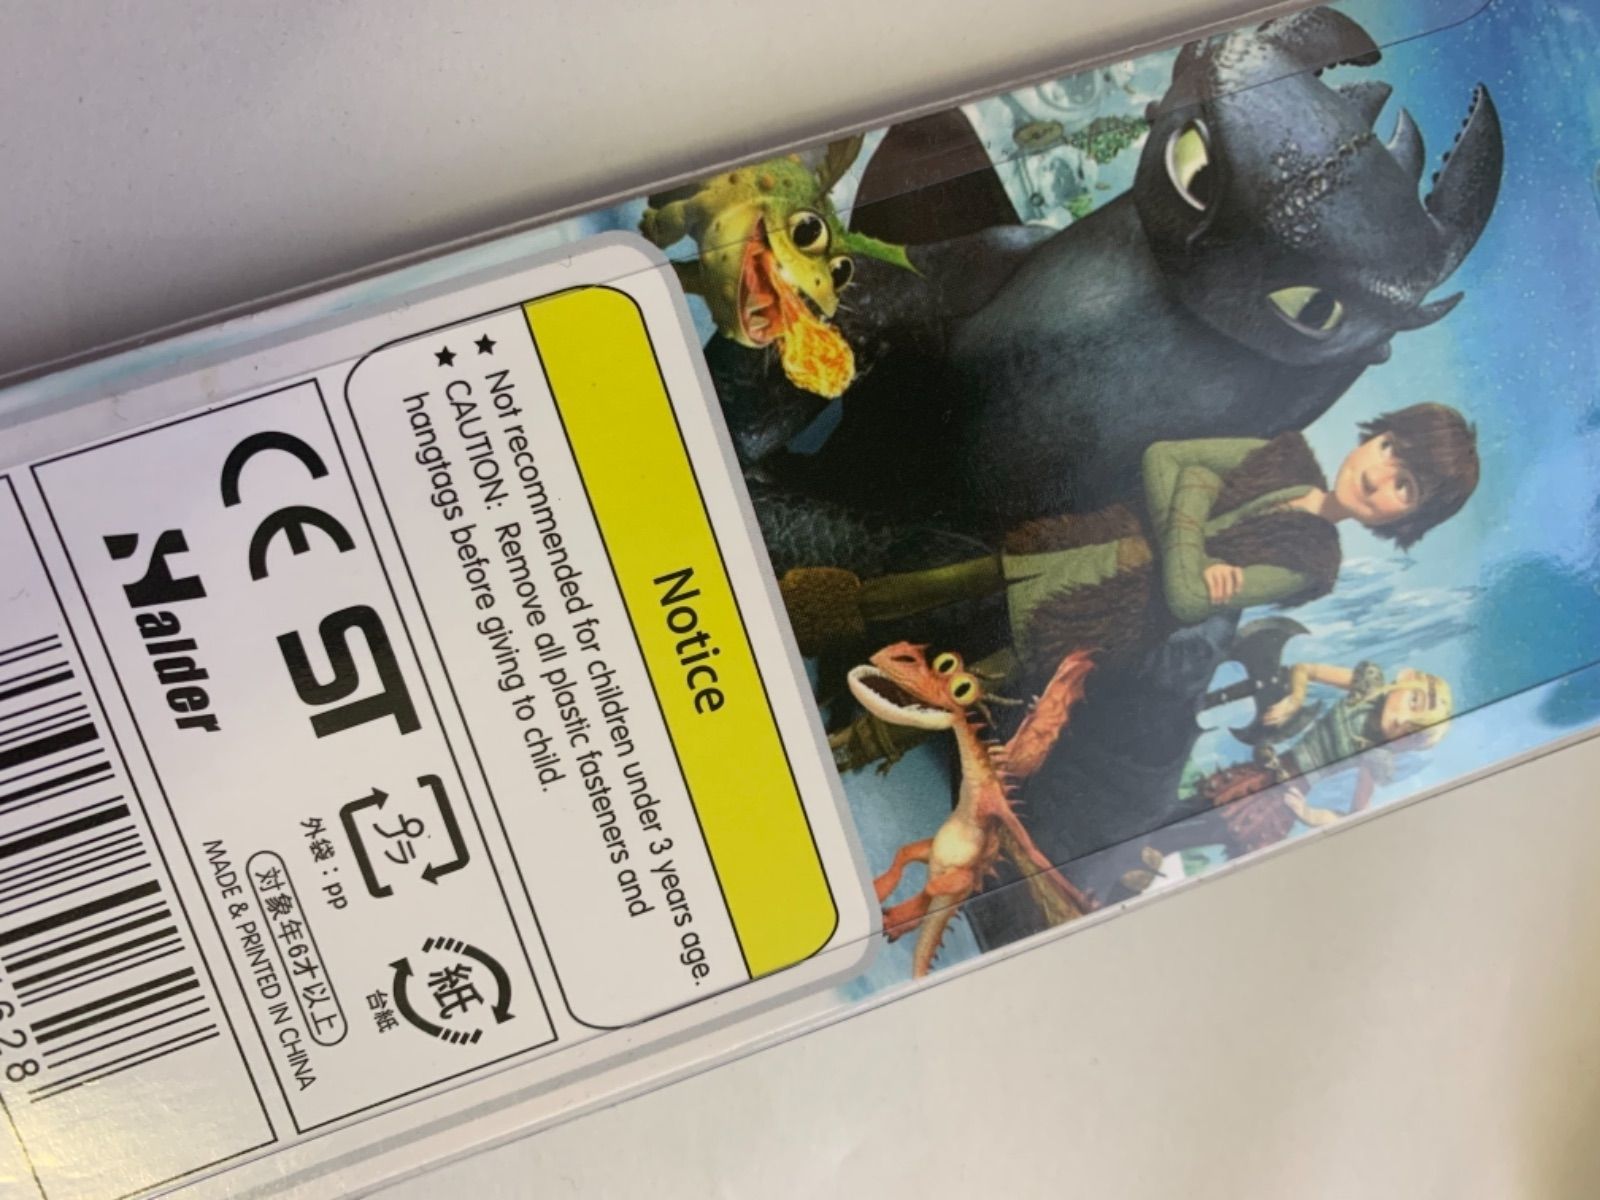 Notice
★ Not recommended for children under 3 years age.
★ CAUTION: Remove all plastic fasteners and
hangtags before giving to child.
CE ST プラ 紙
外袋：pp
台紙
Halder
対象年6才以上
MADE & PRINTED IN CHINA
628